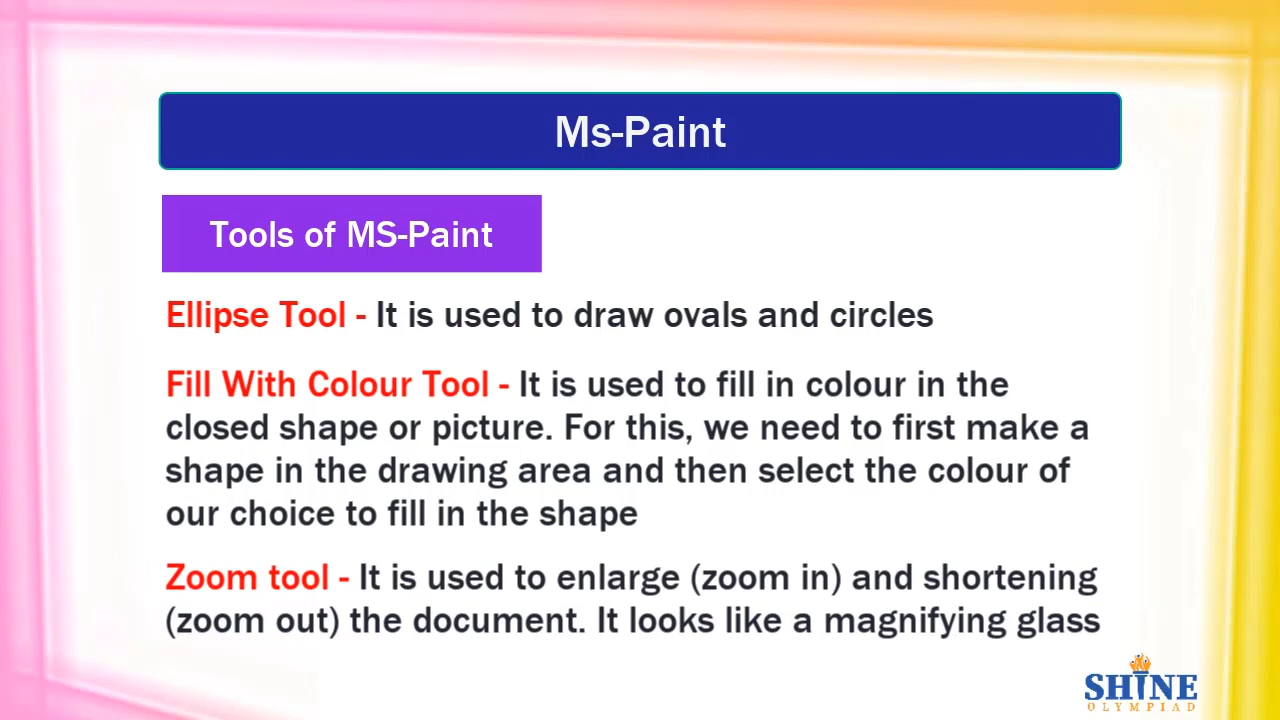 Ms-Paint
Tools of MS-Paint
Ellipse Tool - It is used to draw ovals and circles
Fill With Colour Tool - It is used to fill in colour in the
closed shape or picture. For this, we need to first make a
shape in the drawing area and then select the colour of
our choice to fill in the shape
Zoom tool - It is used to enlarge (zoom in) and shortening
(zoom out) the document. It looks like a magnifying glass
SHINE
OLYMPIAD